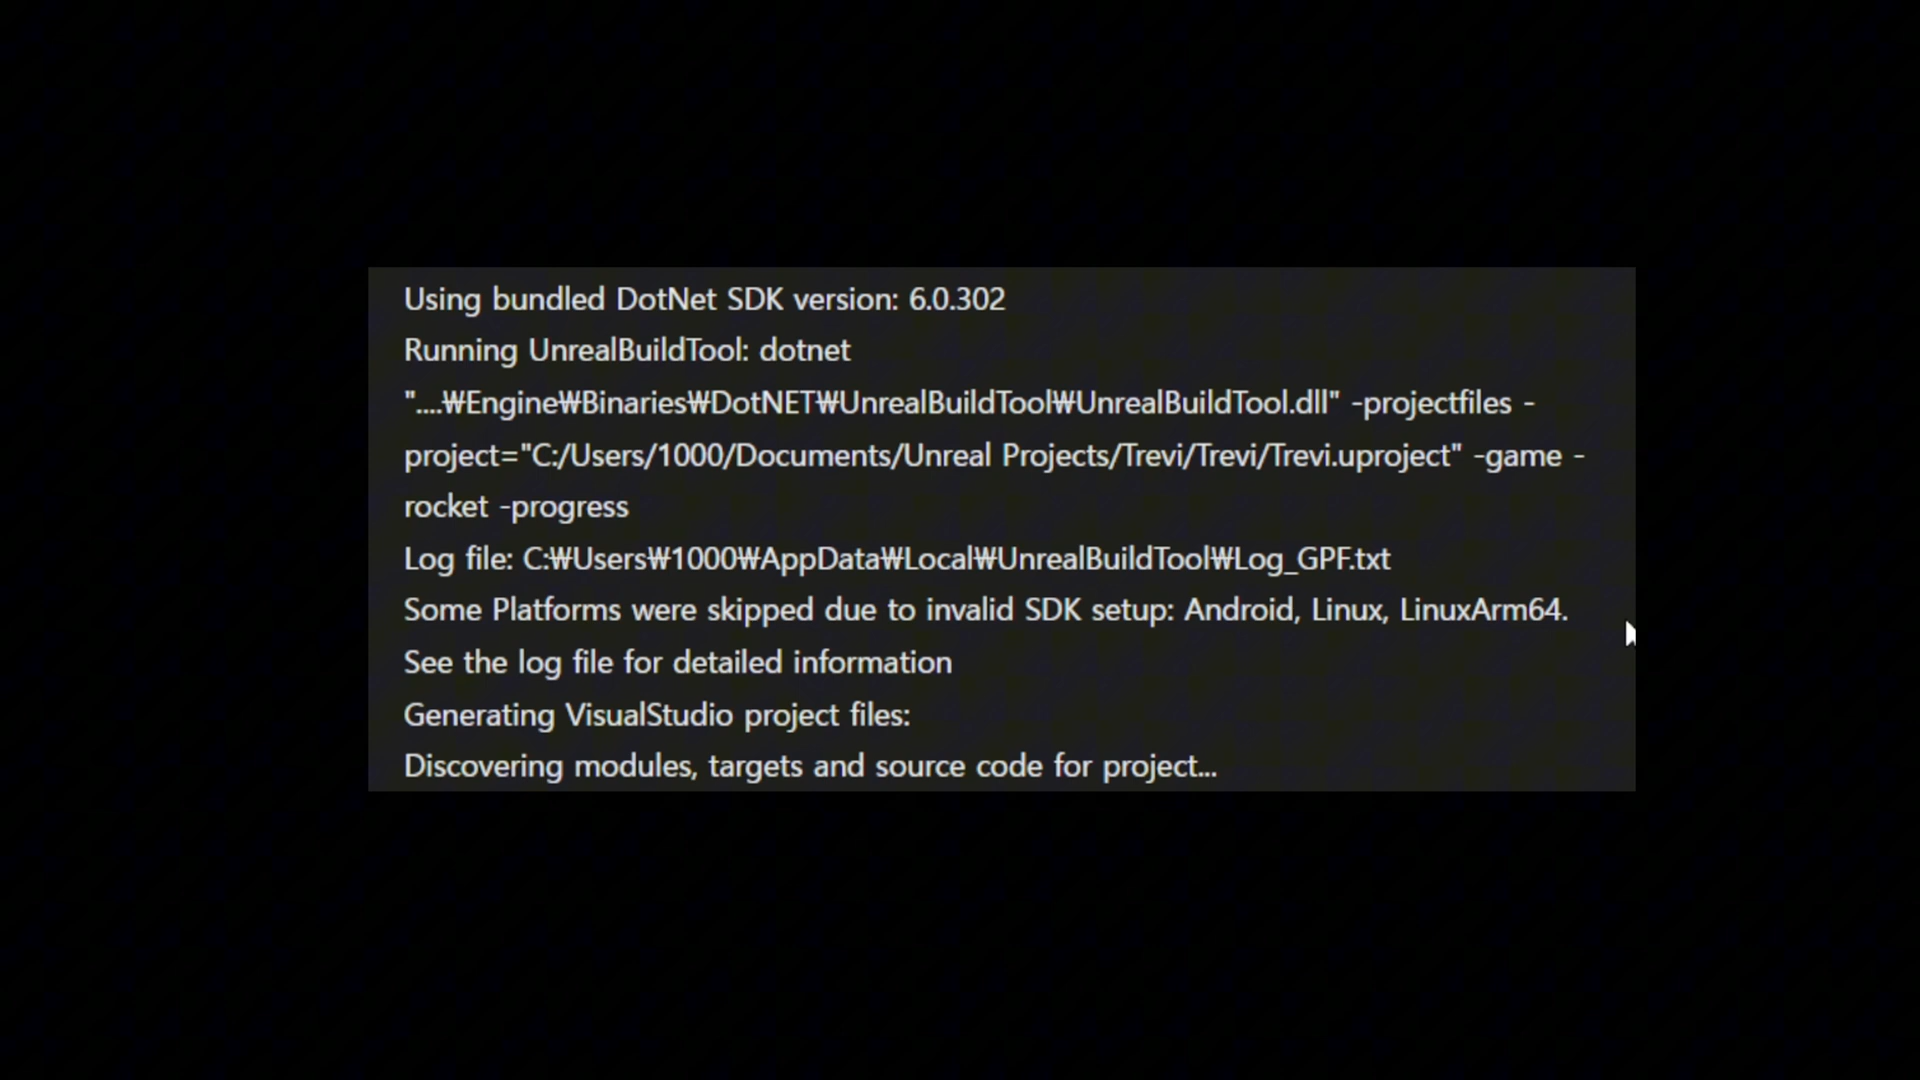 Using bundled DotNet SDK version: 6.0.302
Running UnrealBuildTool: dotnet
"....₩Engine₩Binaries₩DotNET₩UnrealBuildTool₩UnrealBuildTool.dll" -projectfiles -
project="C:/Users/1000/Documents/Unreal Projects/Trevi/Trevi/Trevi.uproject" -game -
rocket -progress
Log file: C:₩Users₩1000₩AppData₩Local₩UnrealBuildTool₩Log_GPF.txt
Some Platforms were skipped due to invalid SDK setup: Android, Linux, LinuxArm64.
See the log file for detailed information
Generating VisualStudio project files:
Discovering modules, targets and source code for project...